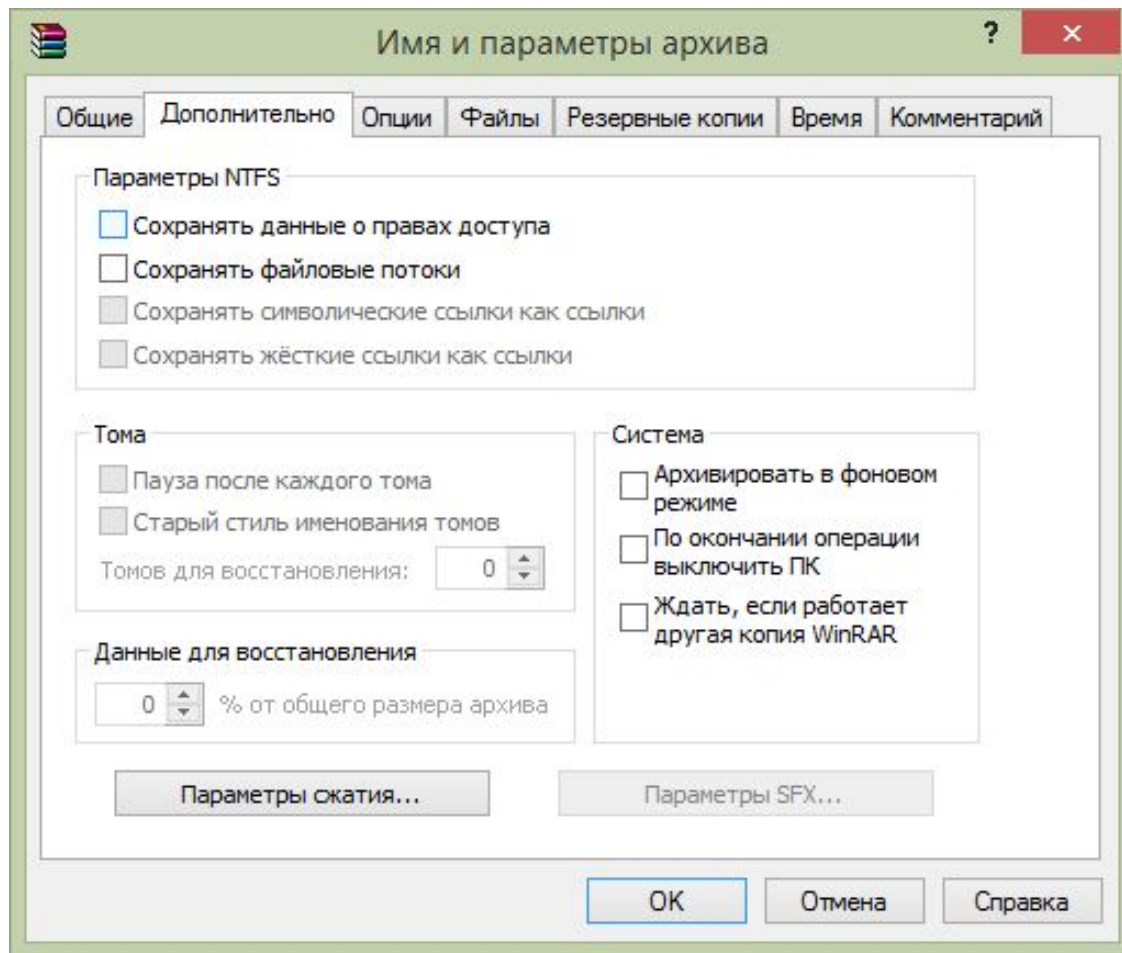 Имя и параметры архива
? ×
Общие Дополнительно Опции Файлы Резервные копии Время Комментарий
Параметры NTFS
Сохранять данные о правах доступа
Сохранять файловые потоки
Сохранять символические ссылки как ссылки
Сохранять жёсткие ссылки как ссылки
Тома
Пауза после каждого тома
Старый стиль именования томов
Томов для восстановления: 0
Данные для восстановления
0 % от общего размера архива
Система
Архивировать в фоновом
режиме
По окончании операции
выключить ПК
Ждать, если работает
другая копия WinRAR
Параметры сжатия... Параметры SFX...
OK Отмена Справка